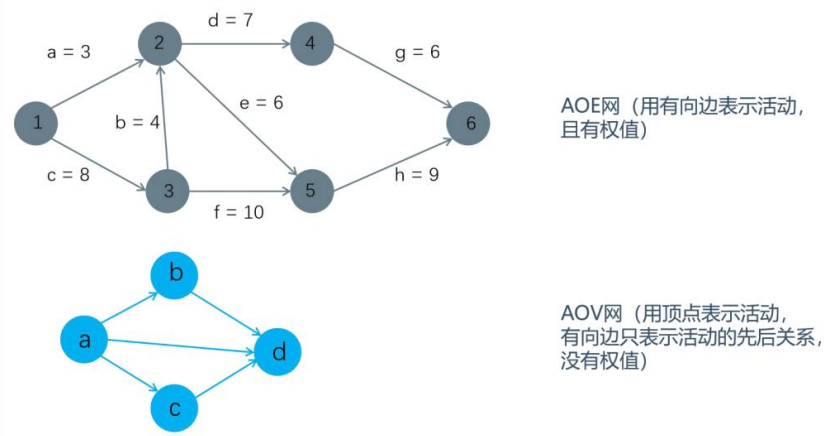 d = 7
a = 3
2
4
g = 6
e = 6
1
b = 4
6
c = 8
3
5
h = 9
f = 10
AOE网（用有向边表示活动，
且有权值）
b
a
d
c
AOV网（用顶点表示活动，
有向边只表示活动的先后关系，
没有权值）